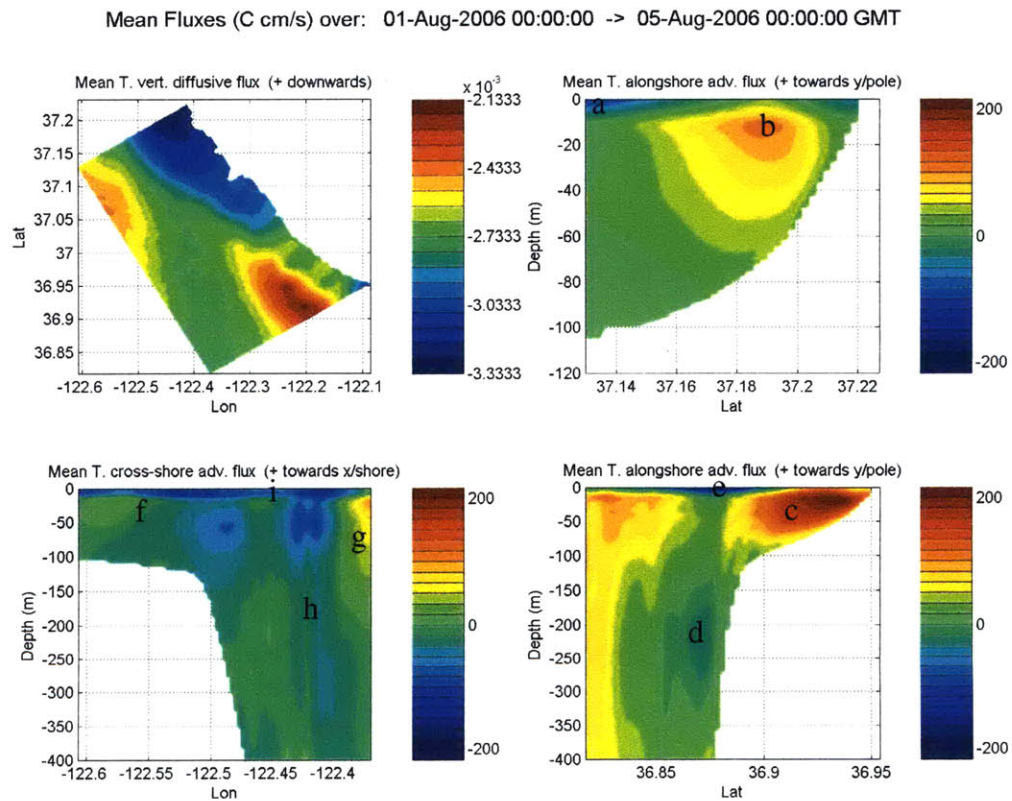 Mean Fluxes (C cm/s) over: 01-Aug-2006 00:00:00 -> 05-Aug-2006 00:00:00 GMT
Mean T. vert. diffusive flux (+ downwards)
x 10^-3
37.2
37.15
37.1
37.05
37
36.95
36.9
36.85
Lat
-122.6 -122.5 -122.4 -122.3 -122.2 -122.1
Lon
-2.1333
-2.4333
-2.7333
-3.0333
-3.3333
Mean T. alongshore adv. flux (+ towards y/pole)
0
-20
-40
-60
-80
-100
-120
Depth (m)
a
b
37.14 37.16 37.18 37.2 37.22
Lat
200
0
-200
Mean T. cross-shore adv. flux (+ towards x/shore)
0
-50
-100
-150
-200
-250
-300
-350
-400
Depth (m)
i
f
g
h
-122.6 -122.55 -122.5 -122.45 -122.4
Lon
200
0
-200
Mean T. alongshore adv. flux (+ towards y/pole)
0
-50
-100
-150
-200
-250
-300
-350
-400
Depth (m)
e
c
d
36.85 36.9 36.95
Lat
200
0
-200